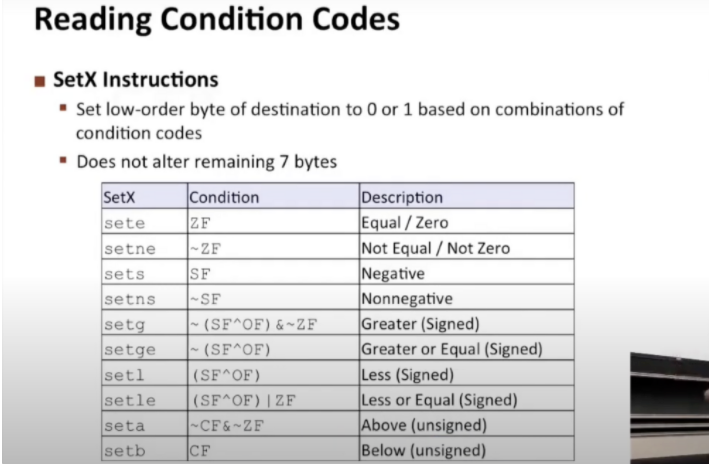 Reading Condition Codes
SetX Instructions
Set low-order byte of destination to 0 or 1 based on combinations of
condition codes
Does not alter remaining 7 bytes
SetX Condition Description
sete ZF Equal / Zero
setne ~ZF Not Equal / Not Zero
sets SF Negative
setns ~SF Nonnegative
setg ~(SF^OF)&~ZF Greater (Signed)
setge ~(SF^OF) Greater or Equal (Signed)
setl (SF^OF) Less (Signed)
setle (SF^OF)|ZF Less or Equal (Signed)
seta ~CF&~ZF Above (unsigned)
setb CF Below (unsigned)